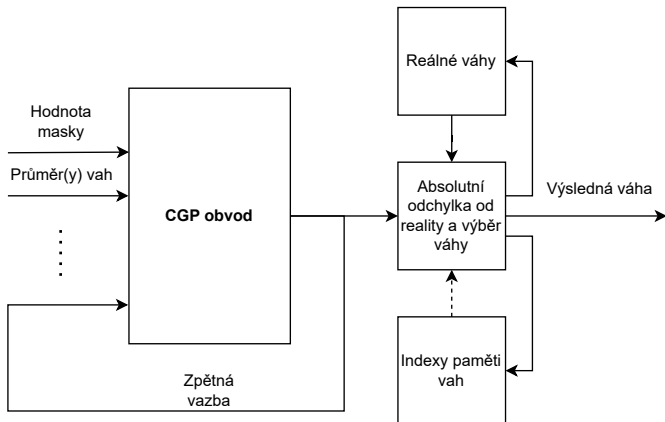 Hodnota
masky
Průměr(y) vah
CGP obvod
Zpětná
vazba
Reálné váhy
Absolutní
odchylka od
reality a výběr
váhy
Výsledná váha
Indexy paměti
vah